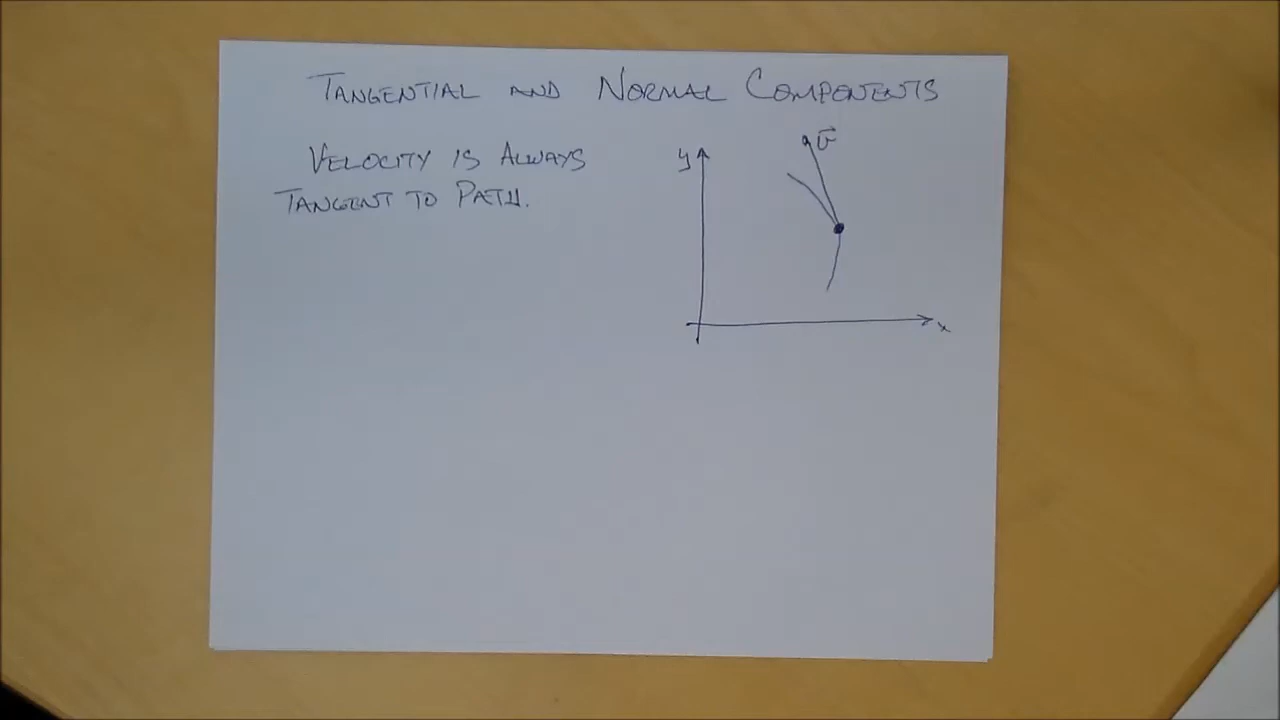 TANGENTIAL AND NORMAL COMPONENTS
VELOCITY IS ALWAYS
TANGENT TO PATH.
y
v⃗
x